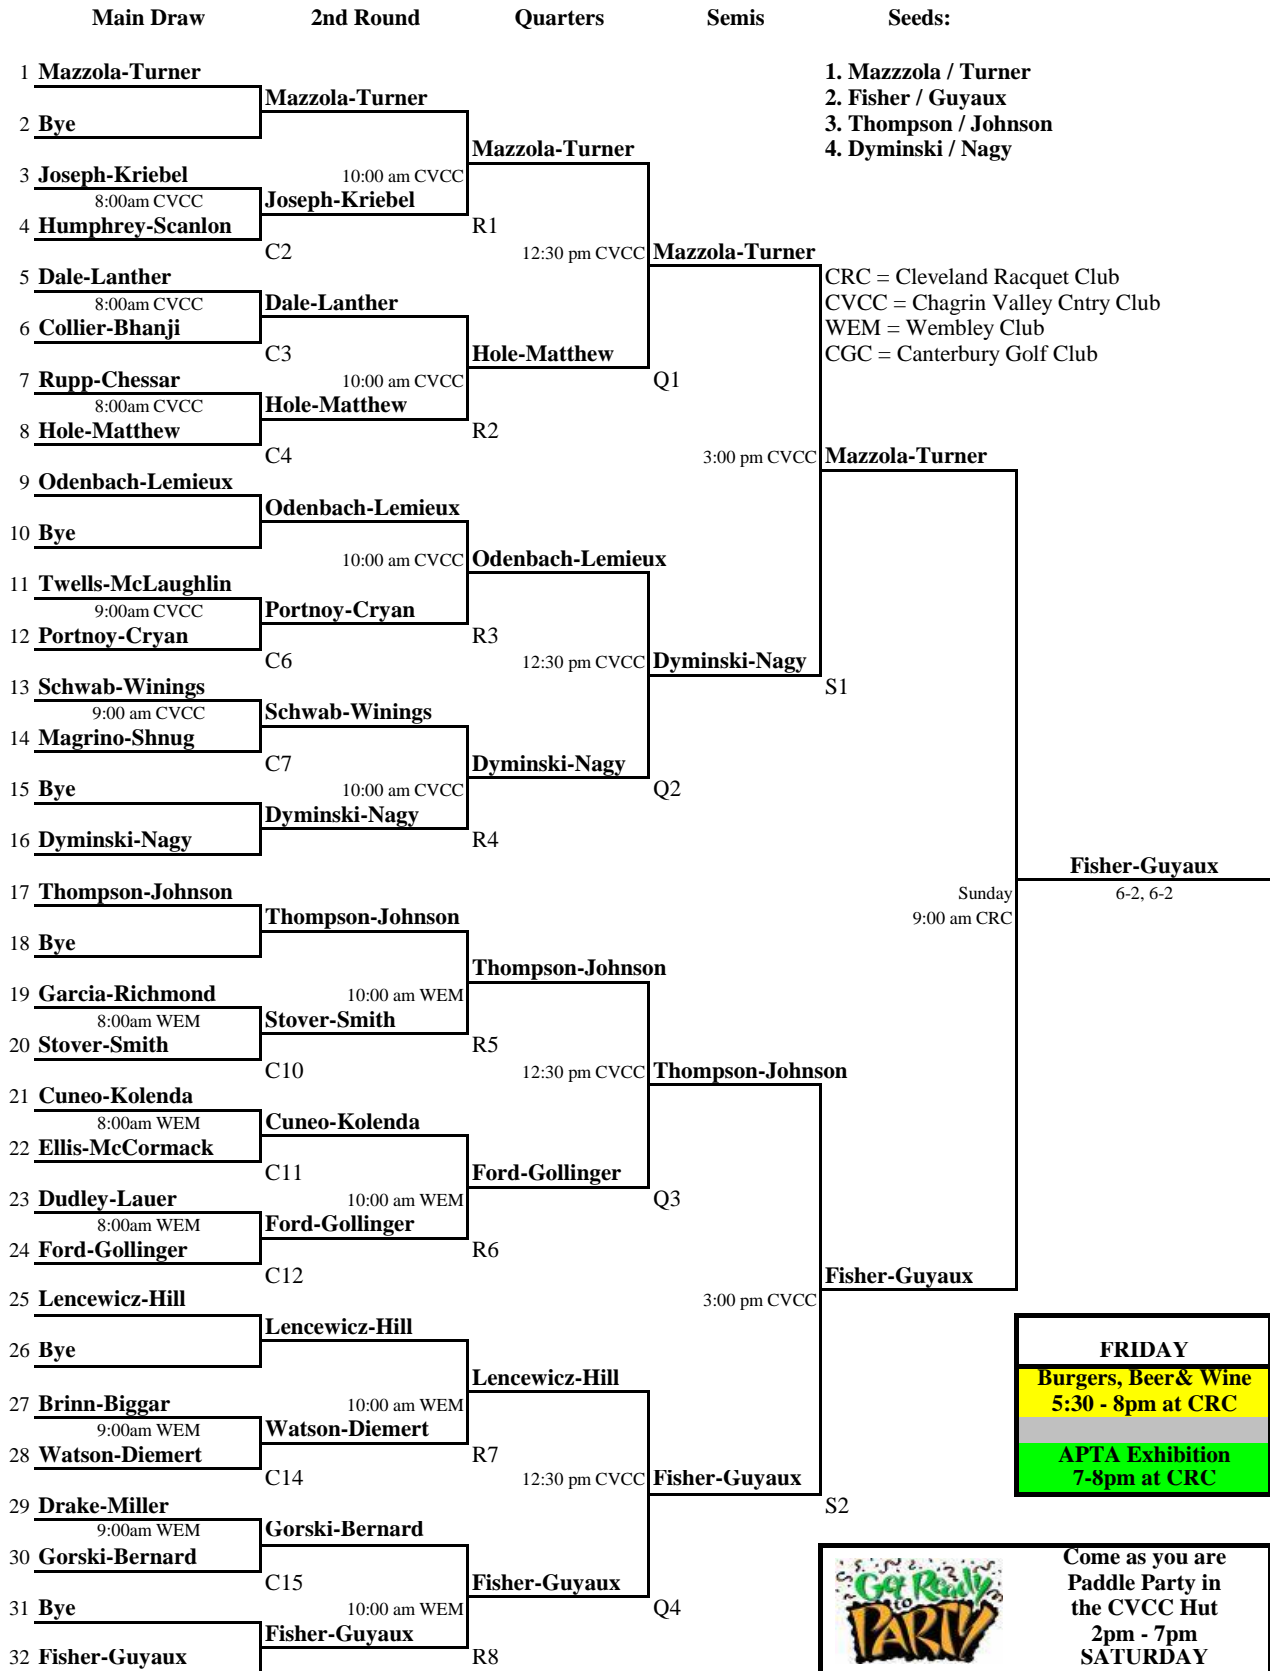 Main Draw 2nd Round Quarters Semis Seeds:
1 Mazzola-Turner 1. Mazzzola / Turner
Mazzola-Turner 2. Fisher / Guyaux
2 Bye 3. Thompson / Johnson
Mazzola-Turner 4. Dyminski / Nagy
3 Joseph-Kriebel 10:00 am CVCC
8:00am CVCC Joseph-Kriebel
4 Humphrey-Scanlon R1
C2 12:30 pm CVCC Mazzola-Turner
5 Dale-Lanther CRC = Cleveland Racquet Club
8:00am CVCC Dale-Lanther CVCC = Chagrin Valley Cntry Club
6 Collier-Bhanji WEM = Wembley Club
C3 Hole-Matthew CGC = Canterbury Golf Club
7 Rupp-Chessar 10:00 am CVCC Q1
8:00am CVCC Hole-Matthew
8 Hole-Matthew R2
C4 3:00 pm CVCC Mazzola-Turner
9 Odenbach-Lemieux
Odenbach-Lemieux
10 Bye
10:00 am CVCC Odenbach-Lemieux
11 Twells-McLaughlin
9:00am CVCC Portnoy-Cryan
12 Portnoy-Cryan R3
C6 12:30 pm CVCC Dyminski-Nagy
13 Schwab-Winings S1
9:00 am CVCC Schwab-Winings
14 Magrino-Shnug
C7 Dyminski-Nagy
15 Bye 10:00 am CVCC Q2
Dyminski-Nagy
16 Dyminski-Nagy R4
Fisher-Guyaux
17 Thompson-Johnson Sunday 6-2, 6-2
Thompson-Johnson 9:00 am CRC
18 Bye
Thompson-Johnson
19 Garcia-Richmond 10:00 am WEM
8:00am WEM Stover-Smith
20 Stover-Smith R5
C10 12:30 pm CVCC Thompson-Johnson
21 Cuneo-Kolenda
8:00am WEM Cuneo-Kolenda
22 Ellis-McCormack
C11 Ford-Gollinger
23 Dudley-Lauer 10:00 am WEM Q3
8:00am WEM Ford-Gollinger
24 Ford-Gollinger R6
C12 Fisher-Guyaux
25 Lencewicz-Hill 3:00 pm CVCC
Lencewicz-Hill
26 Bye FRIDAY
Lencewicz-Hill Burgers, Beer& Wine
27 Brinn-Biggar 10:00 am WEM 5:30 - 8pm at CRC
9:00am WEM Watson-Diemert
28 Watson-Diemert R7 APTA Exhibition
C14 12:30 pm CVCC Fisher-Guyaux 7-8pm at CRC
29 Drake-Miller S2
9:00am WEM Gorski-Bernard
30 Gorski-Bernard Come as you are
C15 Fisher-Guyaux Get Ready Paddle Party in
31 Bye 10:00 am WEM Q4 to the CVCC Hut
Fisher-Guyaux PARTY 2pm - 7pm
32 Fisher-Guyaux R8 SATURDAY